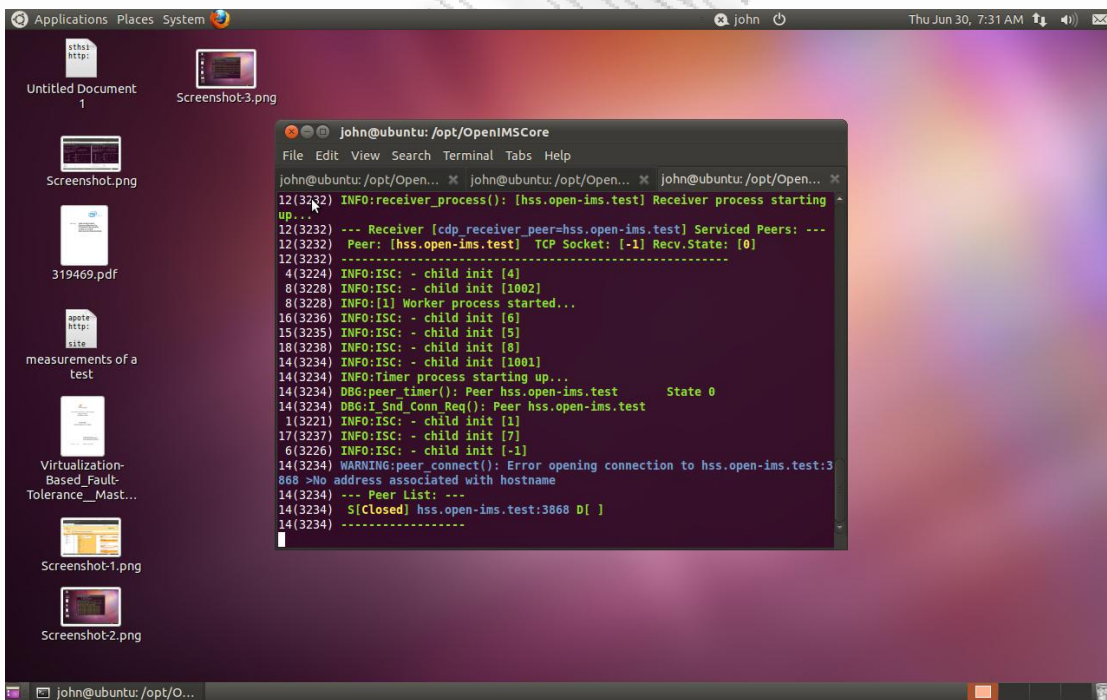 Applications Places System
john
Thu Jun 30, 7:31 AM
sthsi
http:
Untitled Document
1
Screenshot-3.png
Screenshot.png
319469.pdf
apote
http:
site
measurements of a
test
Virtualization-
Based_Fault-
Tolerance__Mast...
Screenshot-1.png
Screenshot-2.png
john@ubuntu: /opt/OpenIMSCore
File Edit View Search Terminal Tabs Help
john@ubuntu: /opt/Open... john@ubuntu: /opt/Open... john@ubuntu: /opt/Open...
12(3232) INFO:receiver_process(): [hss.open-ims.test] Receiver process starting
up...
12(3232) --- Receiver [cdp_receiver_peer=hss.open-ims.test] Serviced Peers: ---
12(3232)  Peer: [hss.open-ims.test]  TCP Socket: [-1] Recv.State: [0]
12(3232) --------------------------------------------------------
4(3224) INFO:ISC: - child init [4]
8(3228) INFO:ISC: - child init [1002]
8(3228) INFO:[1] Worker process started...
16(3236) INFO:ISC: - child init [6]
15(3235) INFO:ISC: - child init [5]
18(3238) INFO:ISC: - child init [8]
14(3234) INFO:ISC: - child init [1001]
14(3234) INFO:Timer process starting up...
14(3234) DBG:peer_timer(): Peer hss.open-ims.test State 0
14(3234) DBG:I_Snd_Conn_Req(): Peer hss.open-ims.test
1(3221) INFO:ISC: - child init [1]
17(3237) INFO:ISC: - child init [7]
6(3226) INFO:ISC: - child init [-1]
14(3234) WARNING:peer_connect(): Error opening connection to hss.open-ims.test:3
868 >No address associated with hostname
14(3234) --- Peer List: ---
14(3234)  S[Closed] hss.open-ims.test:3868 D[ ]
14(3234) ------------------
john@ubuntu: /opt/O...